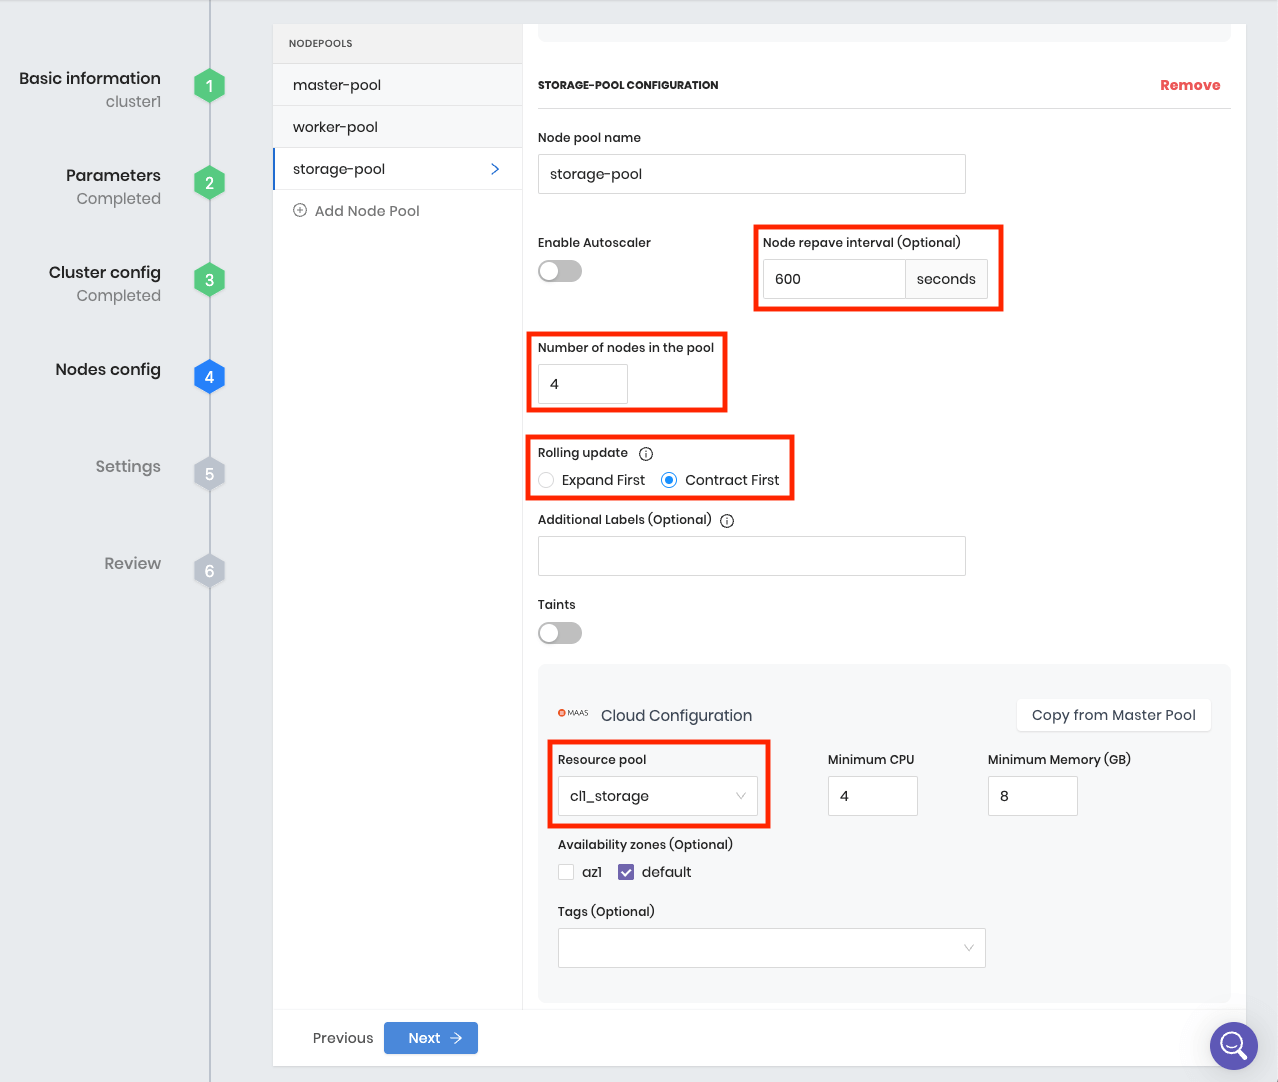 Basic information
cluster1
1
Parameters
Completed
2
Cluster config
Completed
3
Nodes config
4
Settings
5
Review
6
NODEPOOLS
master-pool
worker-pool
storage-pool
Add Node Pool
STORAGE-POOL CONFIGURATION
Remove
Node pool name
storage-pool
Enable Autoscaler
Node repave interval (Optional)
600 seconds
Number of nodes in the pool
4
Rolling update
Expand First Contract First
Additional Labels (Optional)
Taints
MAAS Cloud Configuration
Copy from Master Pool
Resource pool Minimum CPU Minimum Memory (GB)
cl1_storage 4 8
Availability zones (Optional)
az1 default
Tags (Optional)
Previous Next